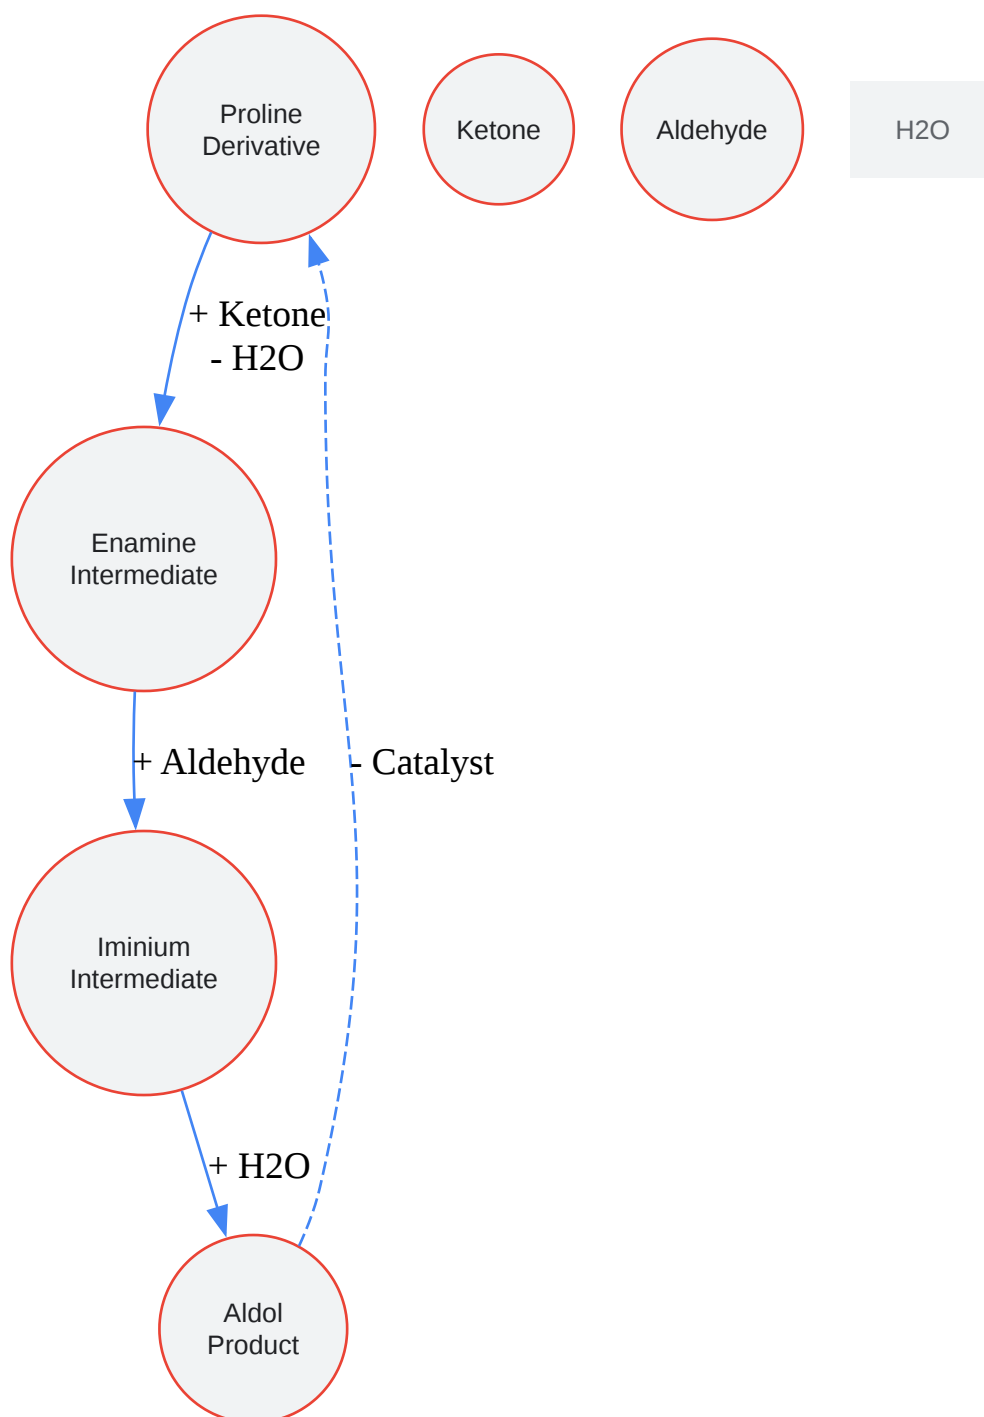 Proline
Derivative
Ketone
Aldehyde
H2O
+ Ketone
- H2O
Enamine
Intermediate
+ Aldehyde
- Catalyst
Iminium
Intermediate
+ H2O
Aldol
Product